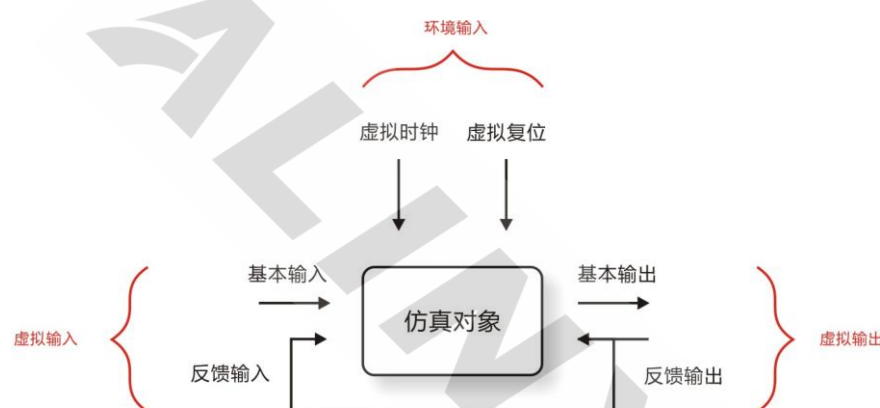 环境输入
虚拟时钟 虚拟复位
基本输入 基本输出
仿真对象
虚拟输入 虚拟输出
反馈输入 反馈输出
ALIN